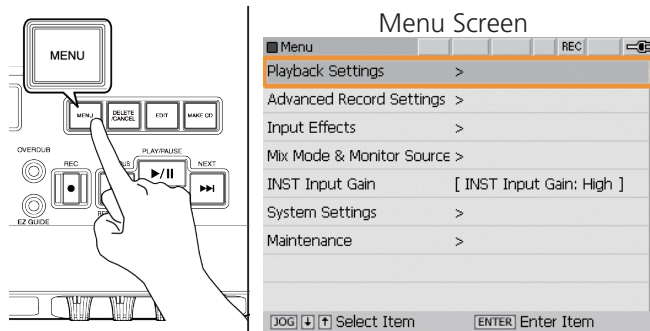 MENU
MENU
DELETE
/CANCEL
EDIT
MAKE CD
OVERDUB
REC
PLAY/PAUSE
NEXT
EZ GUIDE
Menu Screen
Menu
REC
Playback Settings >
Advanced Record Settings >
Input Effects >
Mix Mode & Monitor Source >
INST Input Gain [ INST Input Gain: High ]
System Settings >
Maintenance >
JOG Select Item ENTER Enter Item